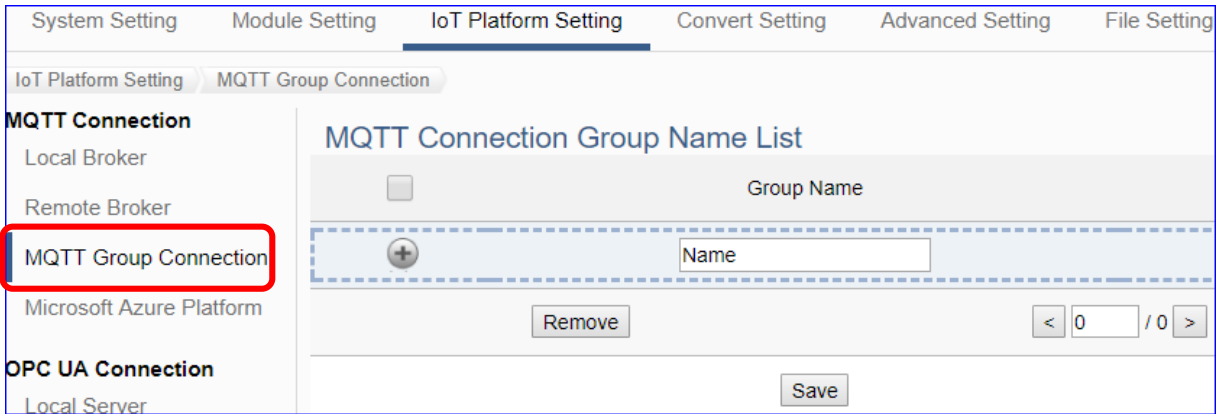 System Setting Module Setting IoT Platform Setting Convert Setting Advanced Setting File Setting
IoT Platform Setting MQTT Group Connection
MQTT Connection
Local Broker
Remote Broker
MQTT Group Connection
Microsoft Azure Platform
OPC UA Connection
Local Server
MQTT Connection Group Name List
Group Name
Name
Remove < 0 / 0 >
Save